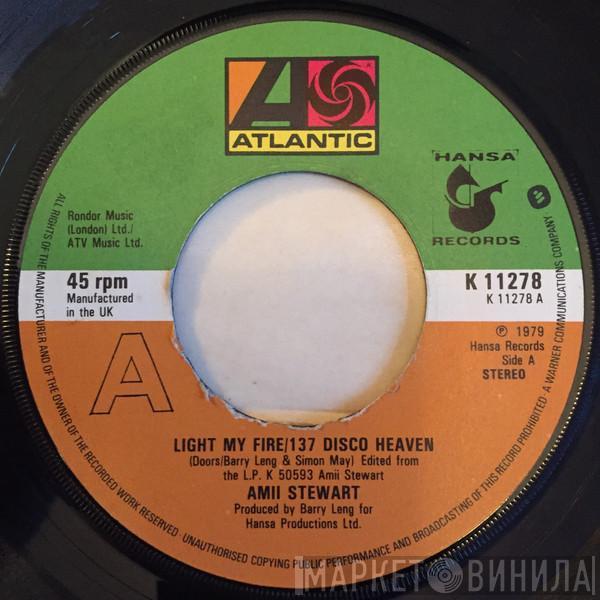 ATLANTIC
HANSA
RECORDS
Rondor Music
(London) Ltd./
ATV Music Ltd.
45 rpm
Manufactured
in the UK
K 11278
K 11278 A
℗ 1979
Hansa Records
Side A
STEREO
A
LIGHT MY FIRE/137 DISCO HEAVEN
(Doors/Barry Leng & Simon May) Edited from
the L.P. K 50593 Amii Stewart
AMII STEWART
Produced by Barry Leng for
Hansa Productions Ltd.
ALL RIGHTS OF THE MANUFACTURER AND OF THE OWNER OF THE RECORDED WORK RESERVED · UNAUTHORISED COPYING PUBLIC PERFORMANCE AND BROADCASTING OF THIS RECORD PROHIBITED · A WARNER COMMUNICATIONS COMPANY
МАРКЕТ ВИНИЛА